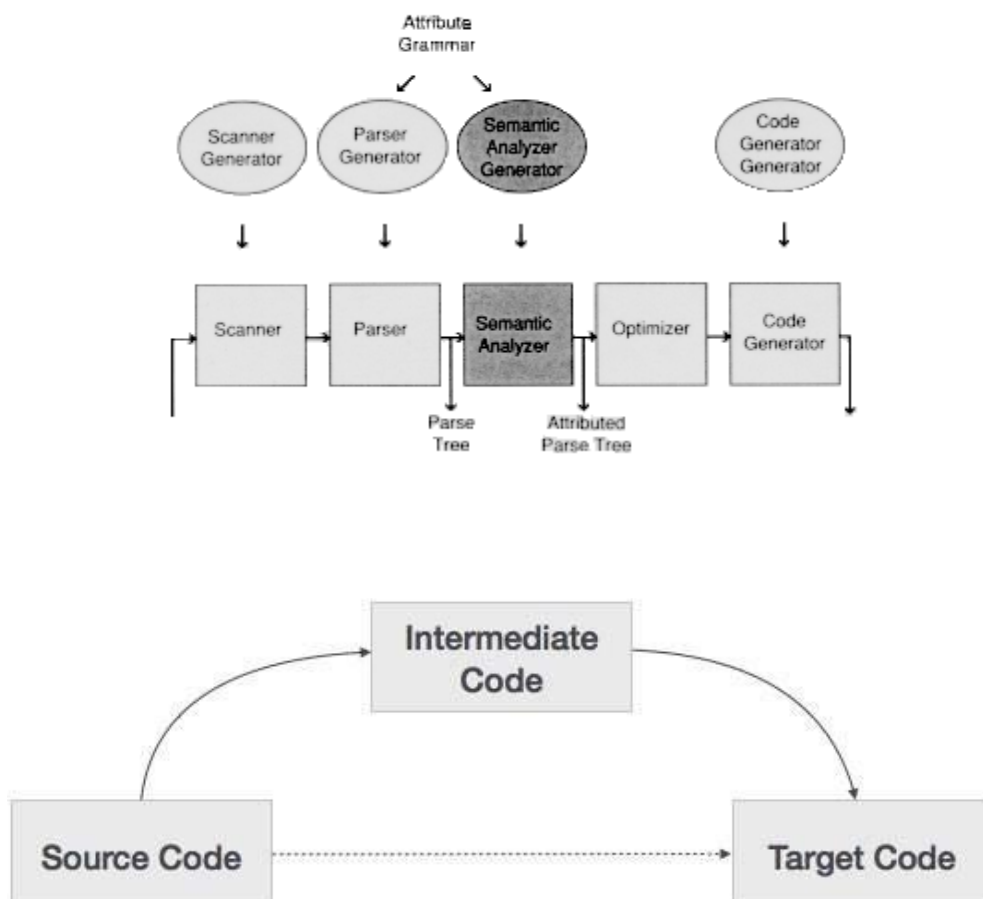 Attribute
Grammar
Scanner
Generator
Parser
Generator
Semantic
Analyzer
Generator
Code
Generator
Generator
Scanner
Parser
Semantic
Analyzer
Optimizer
Code
Generator
Parse
Tree
Attributed
Parse Tree
Intermediate
Code
Source Code
Target Code